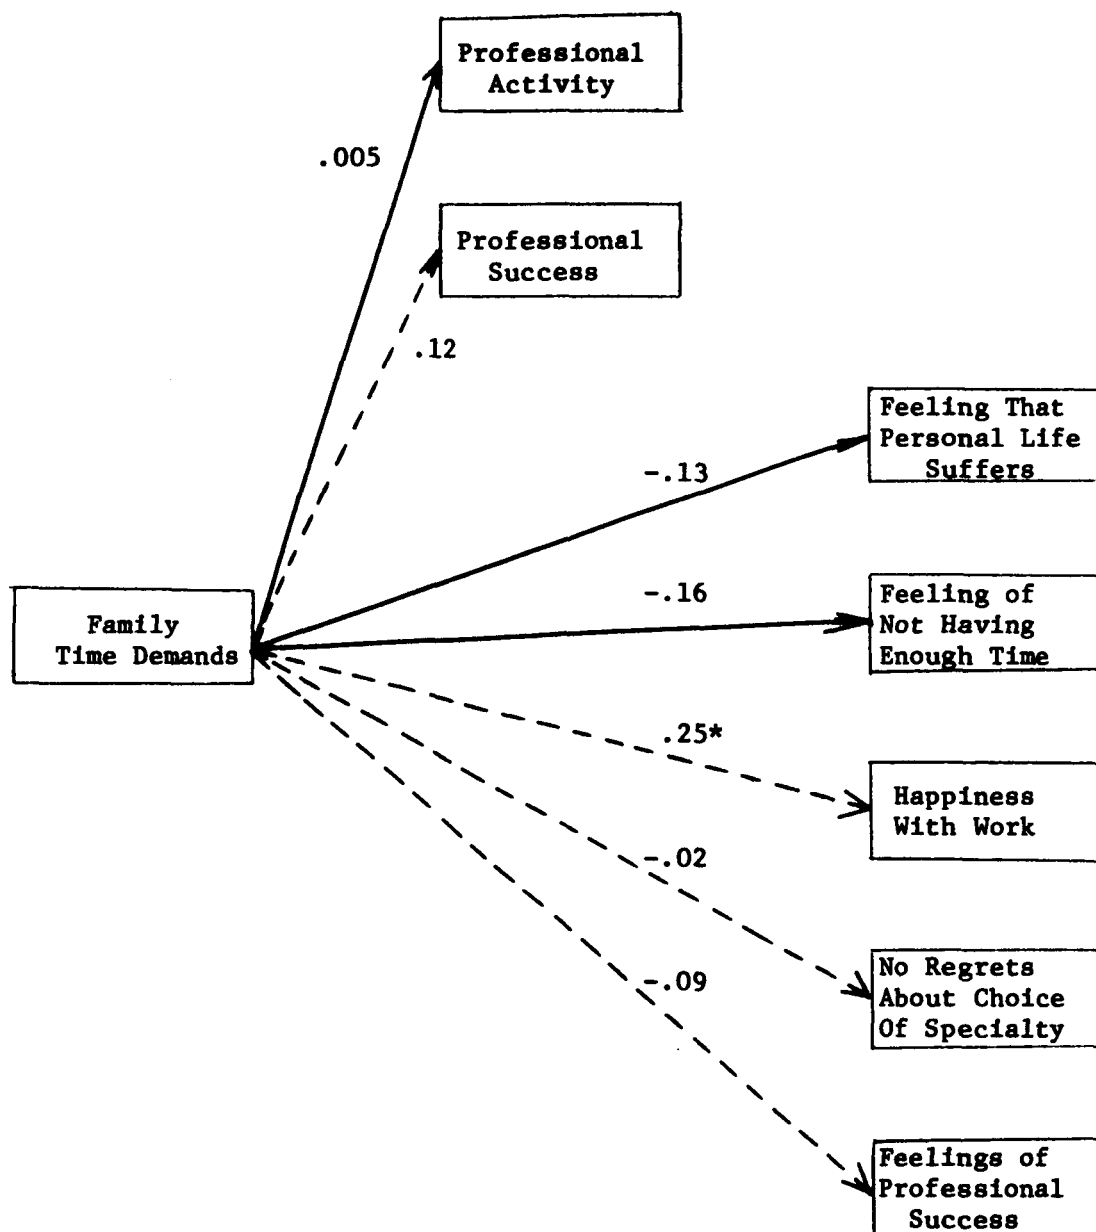 Professional
Activity
.005
Professional
Success
.12
Feeling That
Personal Life
Suffers
-.13
Feeling of
Not Having
Enough Time
-.16
Family
Time Demands
.25*
Happiness
With Work
-.02
No Regrets
About Choice
Of Specialty
-.09
Feelings of
Professional
Success